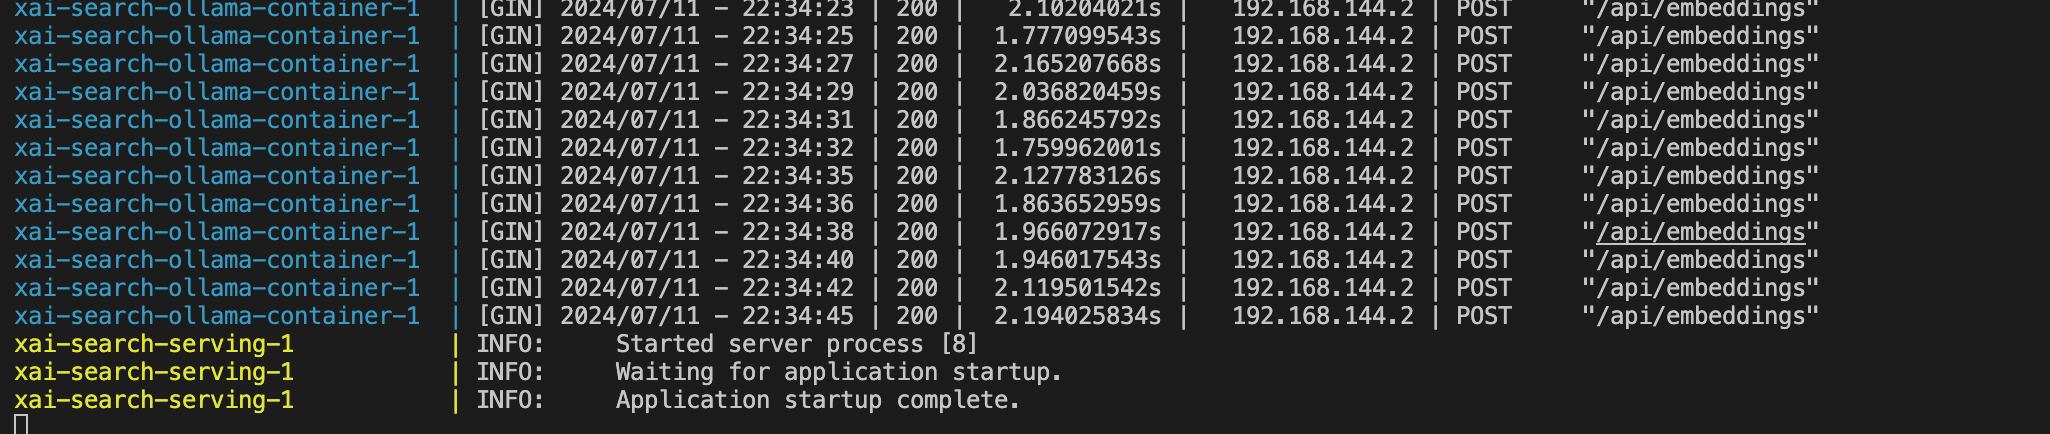 xai-search-ollama-container-1  | [GIN] 2024/07/11 - 22:34:23 | 200 |   2.10204021s |   192.168.144.2 | POST     "/api/embeddings"
xai-search-ollama-container-1  | [GIN] 2024/07/11 - 22:34:25 | 200 |  1.777099543s |   192.168.144.2 | POST     "/api/embeddings"
xai-search-ollama-container-1  | [GIN] 2024/07/11 - 22:34:27 | 200 |  2.165207668s |   192.168.144.2 | POST     "/api/embeddings"
xai-search-ollama-container-1  | [GIN] 2024/07/11 - 22:34:29 | 200 |  2.036820459s |   192.168.144.2 | POST     "/api/embeddings"
xai-search-ollama-container-1  | [GIN] 2024/07/11 - 22:34:31 | 200 |  1.866245792s |   192.168.144.2 | POST     "/api/embeddings"
xai-search-ollama-container-1  | [GIN] 2024/07/11 - 22:34:32 | 200 |  1.759962001s |   192.168.144.2 | POST     "/api/embeddings"
xai-search-ollama-container-1  | [GIN] 2024/07/11 - 22:34:35 | 200 |  2.127783126s |   192.168.144.2 | POST     "/api/embeddings"
xai-search-ollama-container-1  | [GIN] 2024/07/11 - 22:34:36 | 200 |  1.863652959s |   192.168.144.2 | POST     "/api/embeddings"
xai-search-ollama-container-1  | [GIN] 2024/07/11 - 22:34:38 | 200 |  1.966072917s |   192.168.144.2 | POST     "/api/embeddings"
xai-search-ollama-container-1  | [GIN] 2024/07/11 - 22:34:40 | 200 |  1.946017543s |   192.168.144.2 | POST     "/api/embeddings"
xai-search-ollama-container-1  | [GIN] 2024/07/11 - 22:34:42 | 200 |  2.119501542s |   192.168.144.2 | POST     "/api/embeddings"
xai-search-ollama-container-1  | [GIN] 2024/07/11 - 22:34:45 | 200 |  2.194025834s |   192.168.144.2 | POST     "/api/embeddings"
xai-search-serving-1           | INFO:     Started server process [8]
xai-search-serving-1           | INFO:     Waiting for application startup.
xai-search-serving-1           | INFO:     Application startup complete.